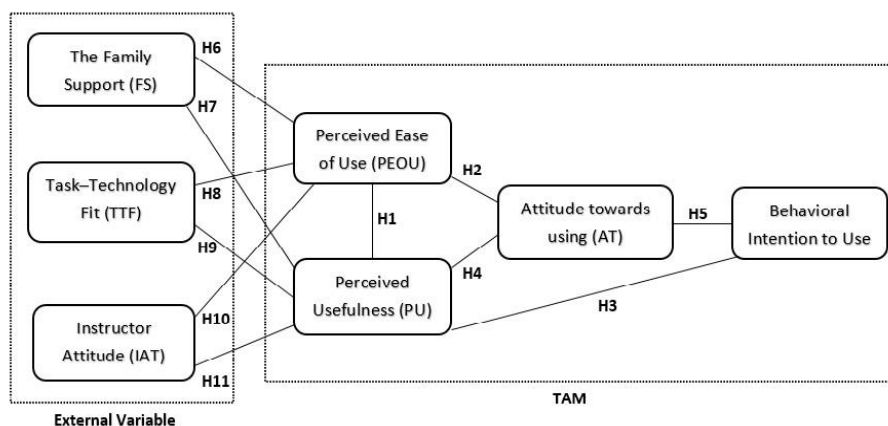 The Family
Support (FS)
H6
H7
Task–Technology
Fit (TTF)
H8
H9
Instructor
Attitude (IAT)
H10
H11
External Variable
Perceived Ease
of Use (PEOU)
H1
Perceived
Usefulness (PU)
H2
H4
Attitude towards
using (AT)
H5
H3
Behavioral
Intention to Use
TAM